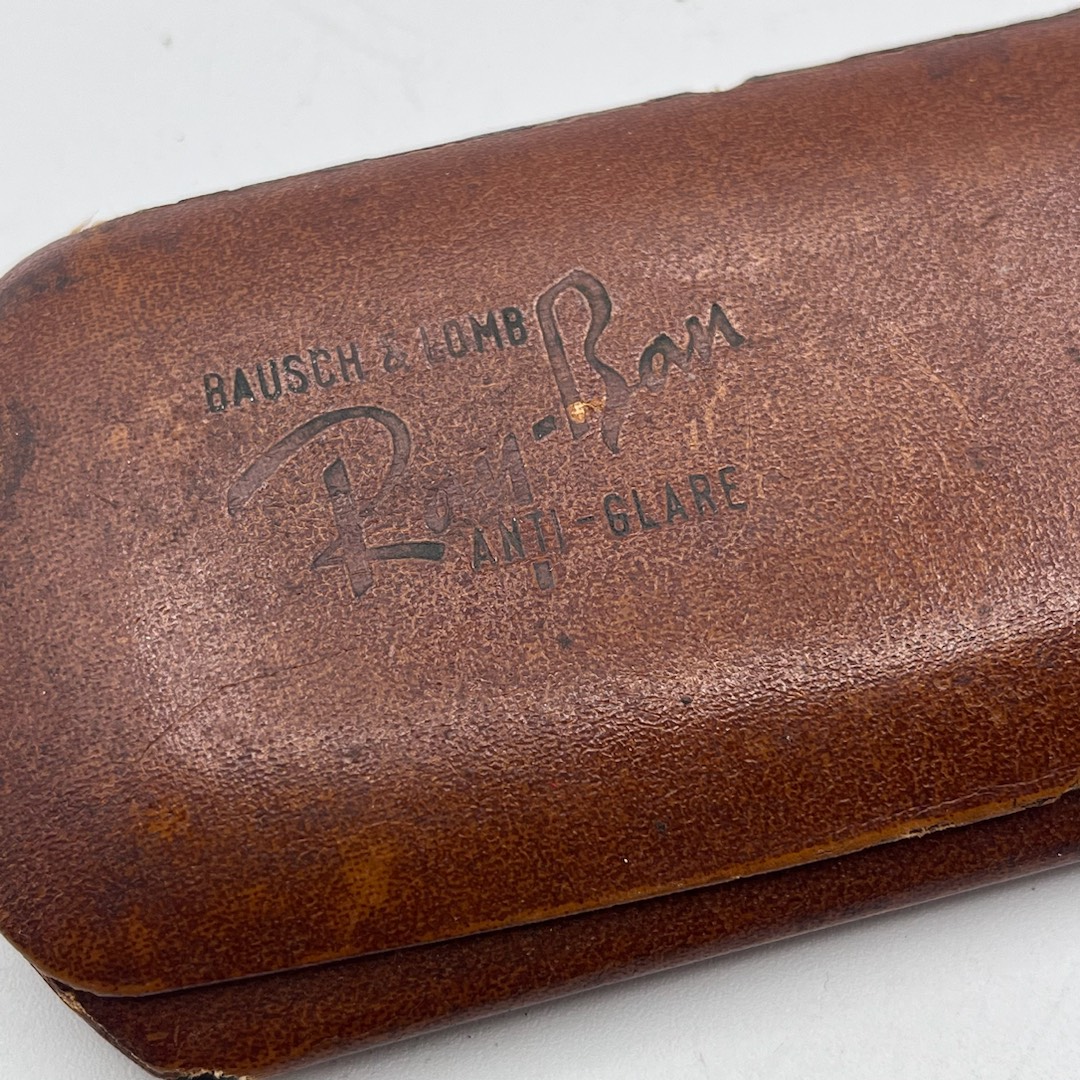 BAUSCH & LOMB
Ray-Ban
ANTI-GLARE